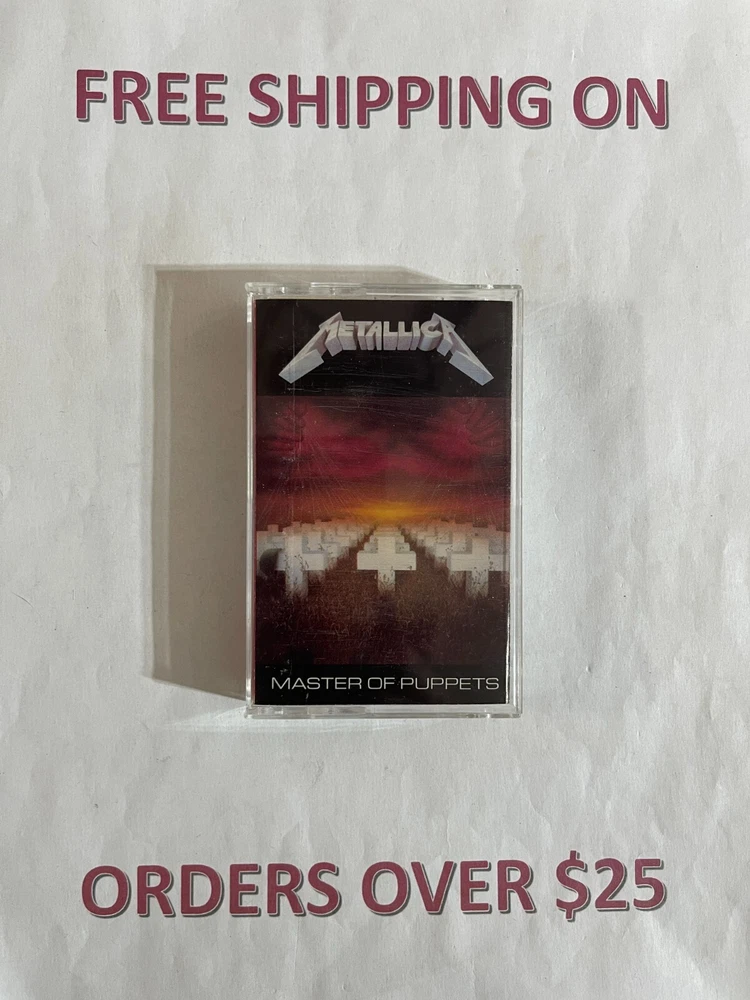 FREE SHIPPING ON
METALLICA
MASTER OF PUPPETS
ORDERS OVER $25